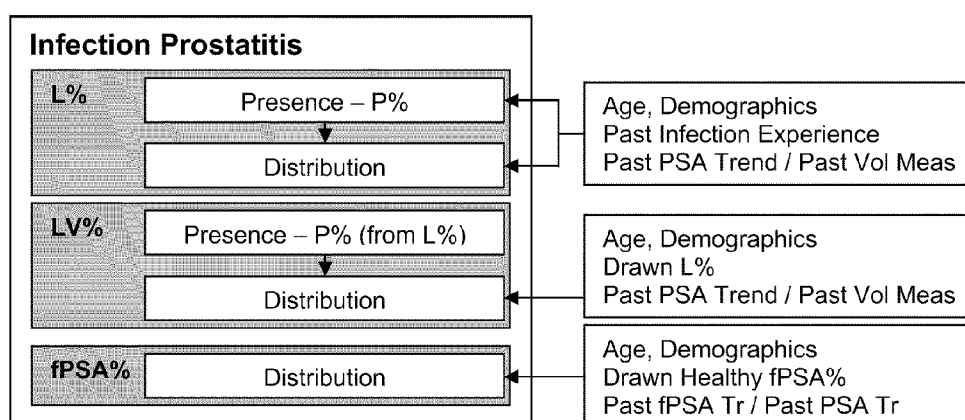 Infection Prostatitis
L%
Presence – P%
Distribution
Age, Demographics
Past Infection Experience
Past PSA Trend / Past Vol Meas
LV%
Presence – P% (from L%)
Distribution
Age, Demographics
Drawn L%
Past PSA Trend / Past Vol Meas
fPSA%
Distribution
Age, Demographics
Drawn Healthy fPSA%
Past fPSA Tr / Past PSA Tr